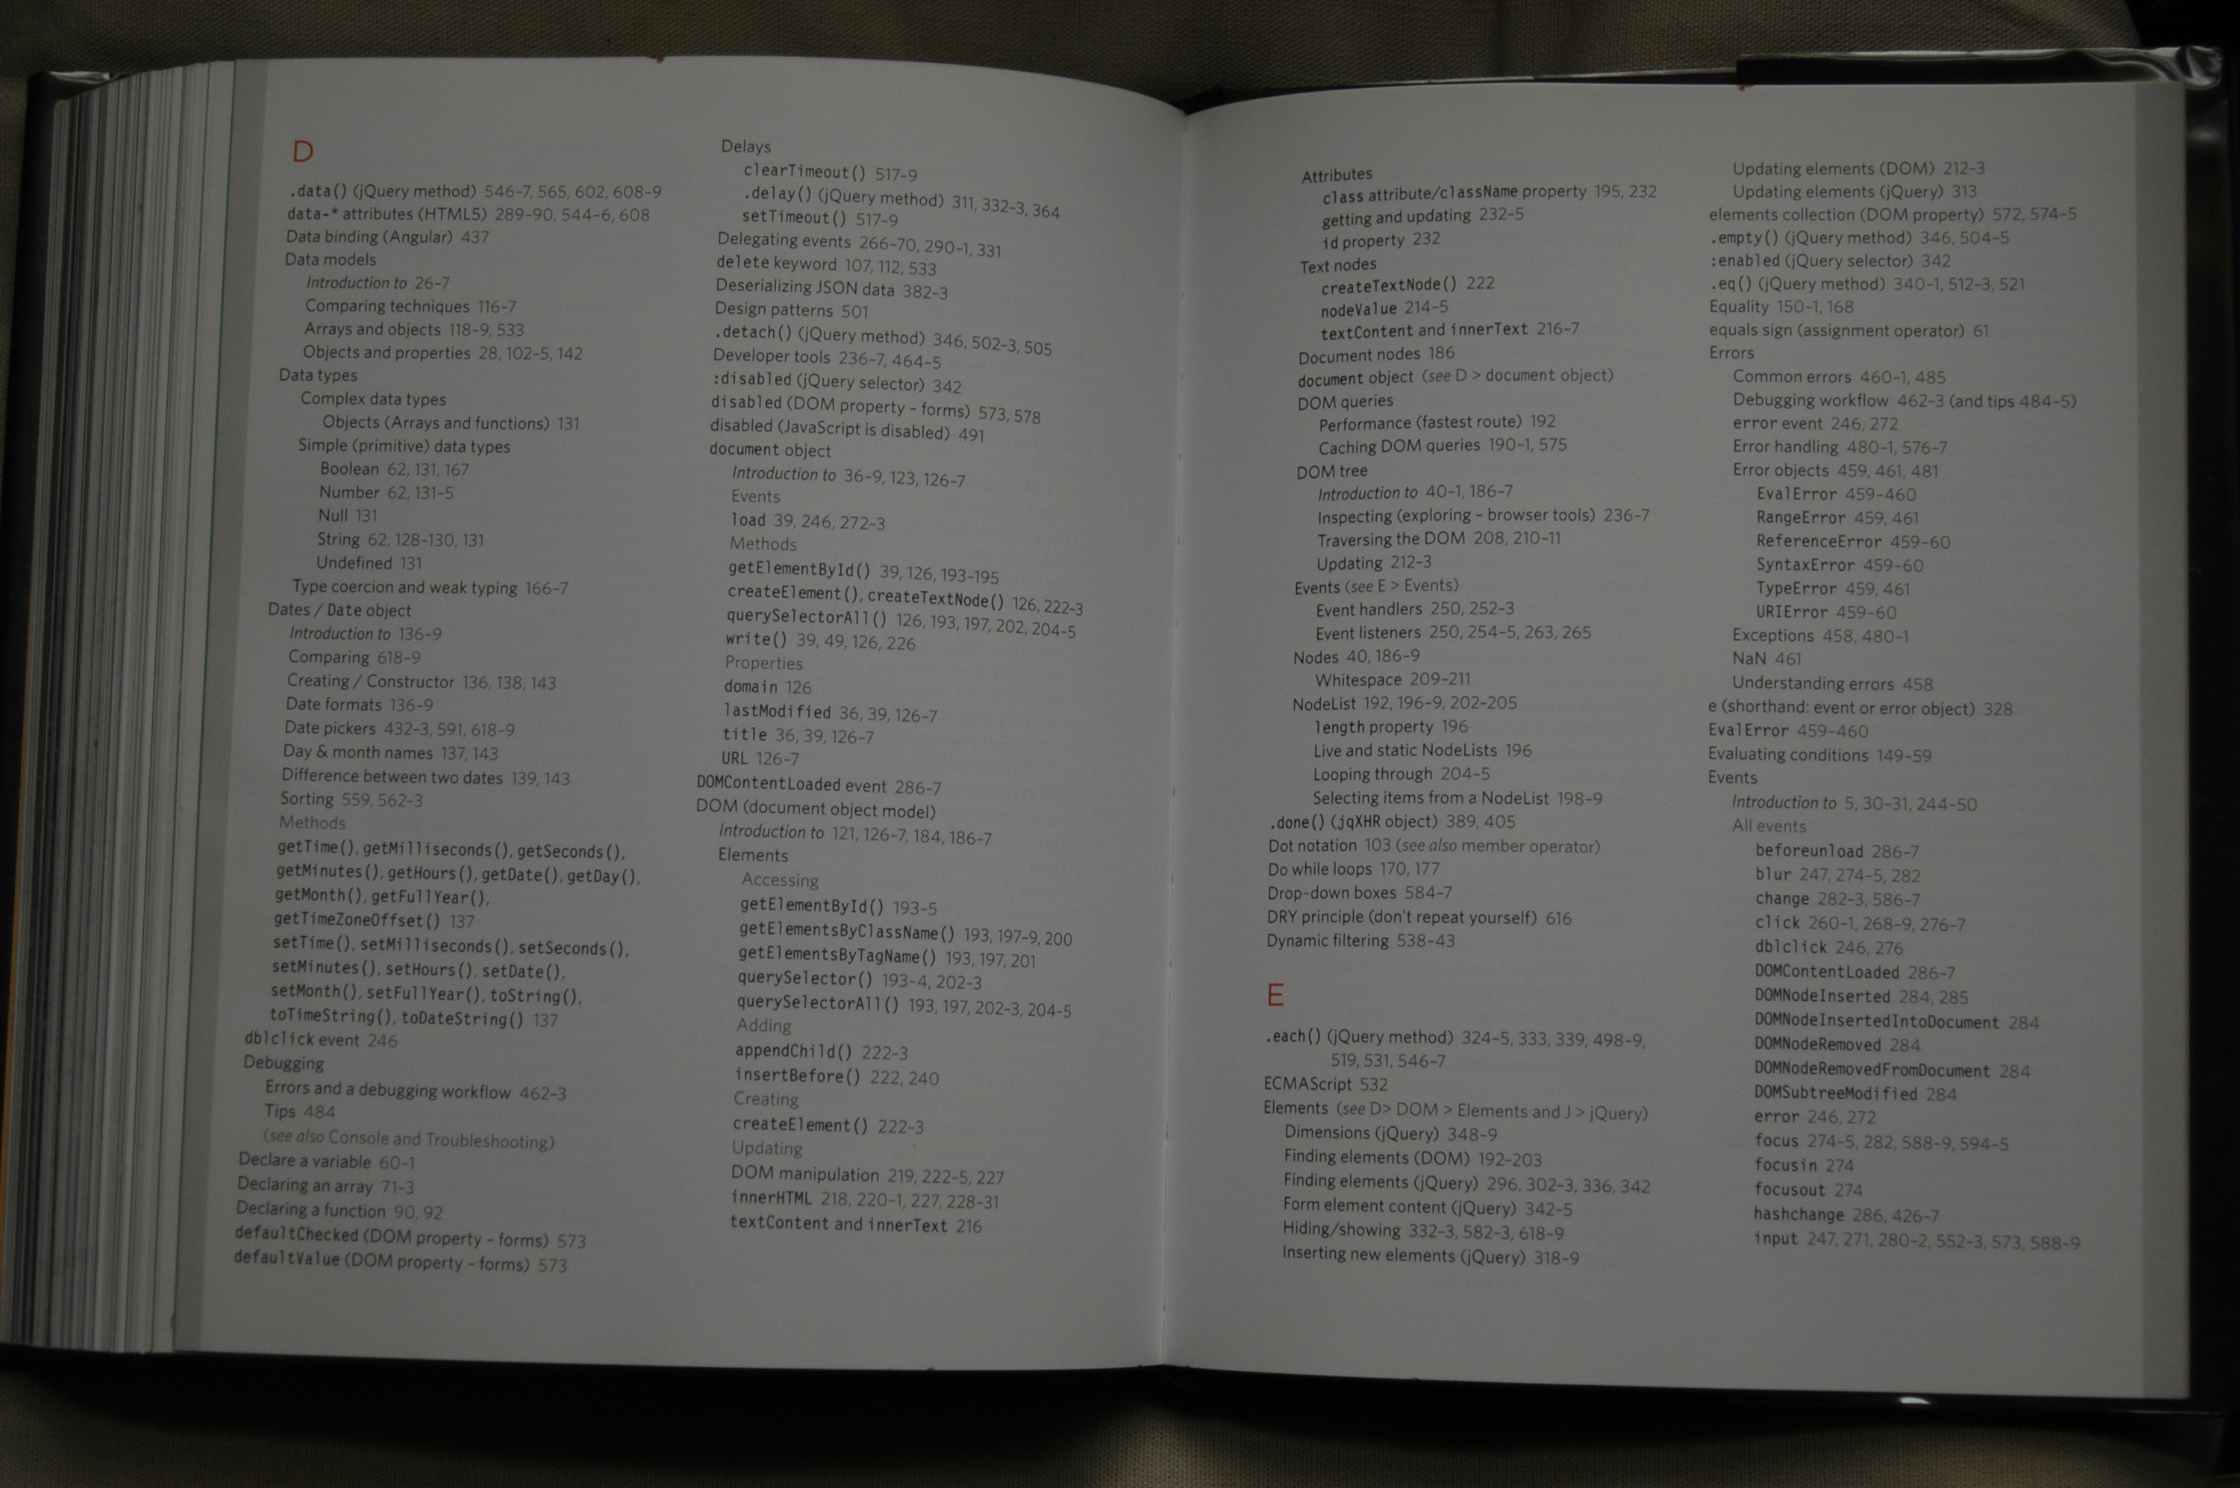 D
.data() (jQuery method) 546-7, 565, 602, 608-9
data-* attributes (HTML5) 289-90, 544-6, 608
Data binding (Angular) 437
Data models
Introduction to 26-7
Comparing techniques 116-7
Arrays and objects 118-9, 533
Objects and properties 28, 102-5, 142
Data types
Complex data types
Objects (Arrays and functions) 131
Simple (primitive) data types
Boolean 62, 131, 167
Number 62, 131-5
Null 131
String 62, 128-130, 131
Undefined 131
Type coercion and weak typing 166-7
Dates / Date object
Introduction to 136-9
Comparing 618-9
Creating / Constructor 136, 138, 143
Date formats 136-9
Date pickers 432-3, 591, 618-9
Day & month names 137, 143
Difference between two dates 139, 143
Sorting 559, 562-3
Methods
getTime(), getMilliseconds(), getSeconds(),
getMinutes(), getHours(), getDate(), getDay(),
getMonth(), getFullYear(),
getTimeZoneOffset() 137
setTime(), setMilliseconds(), setSeconds(),
setMinutes(), setHours(), setDate(),
setMonth(), setFullYear(), toString(),
toTimeString(), toDateString() 137
dblclick event 246
Debugging
Errors and a debugging workflow 462-3
Tips 484
(see also Console and Troubleshooting)
Declare a variable 60-1
Declaring an array 71-3
Declaring a function 90, 92
defaultChecked (DOM property - forms) 573
defaultValue (DOM property - forms) 573
Delays
clearTimeout() 517-9
.delay() (jQuery method) 311, 332-3, 364
setTimeout() 517-9
Delegating events 266-70, 290-1, 331
delete keyword 107, 112, 533
Deserializing JSON data 382-3
Design patterns 501
.detach() (jQuery method) 346, 502-3, 505
Developer tools 236-7, 464-5
:disabled (jQuery selector) 342
disabled (DOM property - forms) 573, 578
disabled (JavaScript is disabled) 491
document object
Introduction to 36-9, 123, 126-7
Events
load 39, 246, 272-3
Methods
getElementById() 39, 126, 193-195
createElement(), createTextNode() 126, 222-3
querySelectorAll() 126, 193, 197, 202, 204-5
write() 39, 49, 126, 226
Properties
domain 126
lastModified 36, 39, 126-7
title 36, 39, 126-7
URL 126-7
DOMContentLoaded event 286-7
DOM (document object model)
Introduction to 121, 126-7, 184, 186-7
Elements
Accessing
getElementById() 193-5
getElementsByClassName() 193, 197-9, 200
getElementsByTagName() 193, 197, 201
querySelector() 193-4, 202-3
querySelectorAll() 193, 197, 202-3, 204-5
Adding
appendChild() 222-3
insertBefore() 222, 240
Creating
createElement() 222-3
Updating
DOM manipulation 219, 222-5, 227
innerHTML 218, 220-1, 227, 228-31
textContent and innerText 216
Attributes
class attribute/className property 195, 232
getting and updating 232-5
id property 232
Text nodes
createTextNode() 222
nodeValue 214-5
textContent and innerText 216-7
Document nodes 186
document object (see D > document object)
DOM queries
Performance (fastest route) 192
Caching DOM queries 190-1, 575
DOM tree
Introduction to 40-1, 186-7
Inspecting (exploring - browser tools) 236-7
Traversing the DOM 208, 210-11
Updating 212-3
Events (see E > Events)
Event handlers 250, 252-3
Event listeners 250, 254-5, 263, 265
Nodes 40, 186-9
Whitespace 209-211
NodeList 192, 196-9, 202-205
length property 196
Live and static NodeLists 196
Looping through 204-5
Selecting items from a NodeList 198-9
.done() (jqXHR object) 389, 405
Dot notation 103 (see also member operator)
Do while loops 170, 177
Drop-down boxes 584-7
DRY principle (don't repeat yourself) 616
Dynamic filtering 538-43
E
.each() (jQuery method) 324-5, 333, 339, 498-9,
519, 531, 546-7
ECMAScript 532
Elements (see D> DOM > Elements and J > jQuery)
Dimensions (jQuery) 348-9
Finding elements (DOM) 192-203
Finding elements (jQuery) 296, 302-3, 336, 342
Form element content (jQuery) 342-5
Hiding/showing 332-3, 582-3, 618-9
Inserting new elements (jQuery) 318-9
Updating elements (DOM) 212-3
Updating elements (jQuery) 313
elements collection (DOM property) 572, 574-5
.empty() (jQuery method) 346, 504-5
:enabled (jQuery selector) 342
.eq() (jQuery method) 340-1, 512-3, 521
Equality 150-1, 168
equals sign (assignment operator) 61
Errors
Common errors 460-1, 485
Debugging workflow 462-3 (and tips 484-5)
error event 246, 272
Error handling 480-1, 576-7
Error objects 459, 461, 481
EvalError 459-460
RangeError 459, 461
ReferenceError 459-60
SyntaxError 459-60
TypeError 459, 461
URIError 459-60
Exceptions 458, 480-1
NaN 461
Understanding errors 458
e (shorthand: event or error object) 328
EvalError 459-460
Evaluating conditions 149-59
Events
Introduction to 5, 30-31, 244-50
All events
beforeunload 286-7
blur 247, 274-5, 282
change 282-3, 586-7
click 260-1, 268-9, 276-7
dblclick 246, 276
DOMContentLoaded 286-7
DOMNodeInserted 284, 285
DOMNodeInsertedIntoDocument 284
DOMNodeRemoved 284
DOMNodeRemovedFromDocument 284
DOMSubtreeModified 284
error 246, 272
focus 274-5, 282, 588-9, 594-5
focusin 274
focusout 274
hashchange 286, 426-7
input 247, 271, 280-2, 552-3, 573, 588-9